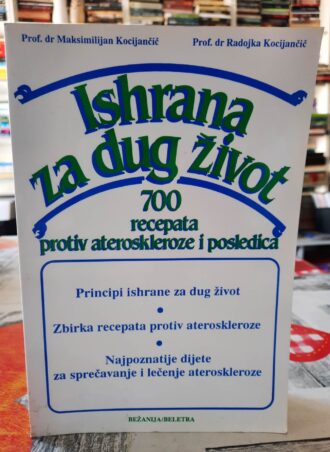 Prof. dr Maksimilijan Kocijančić Prof. dr Radojka Kocijančić
Ishrana
za dug život
700
recepata
protiv ateroskleroze i posledica
Principi ishrane za dug život
•
Zbirka recepata protiv ateroskleroze
•
Najpoznatije dijete
za sprečavanje i lečenje ateroskleroze
BEŽANIJA/BELETRA